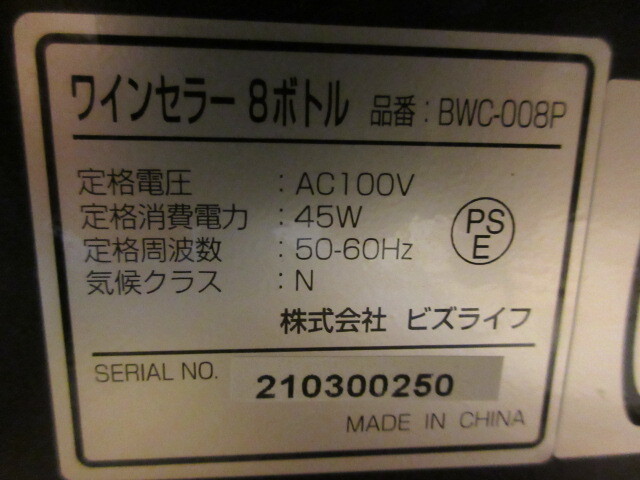 ワインセラー 8ボトル 品番：BWC-008P
定格電圧 ：AC100V
定格消費電力 ：45W
定格周波数 ：50-60Hz
気候クラス ：N
PS
E
株式会社 ビズライフ
SERIAL NO. 210300250
MADE IN CHINA